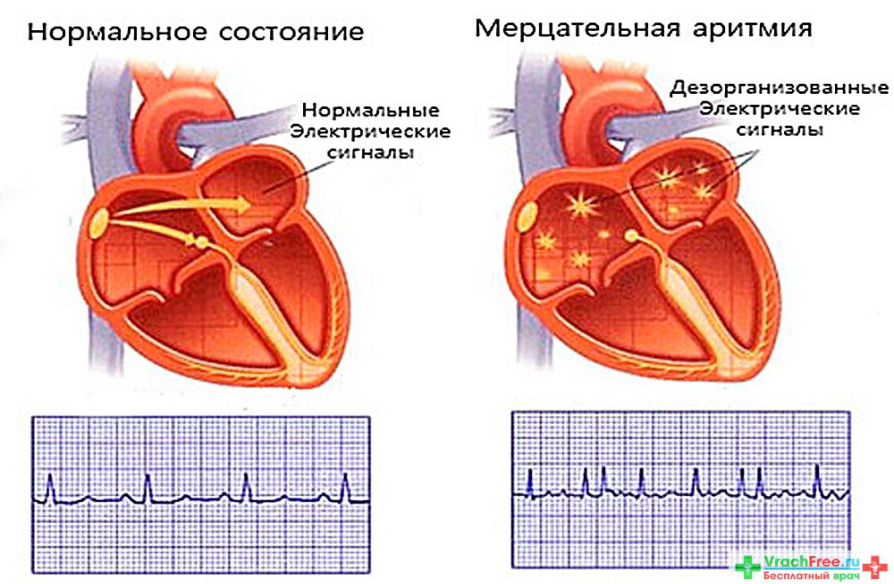 Нормальное состояние
Нормальные
Электрические
сигналы
Мерцательная аритмия
Дезорганизованные
Электрические
сигналы
VrachFree.ru
Бесплатный врач